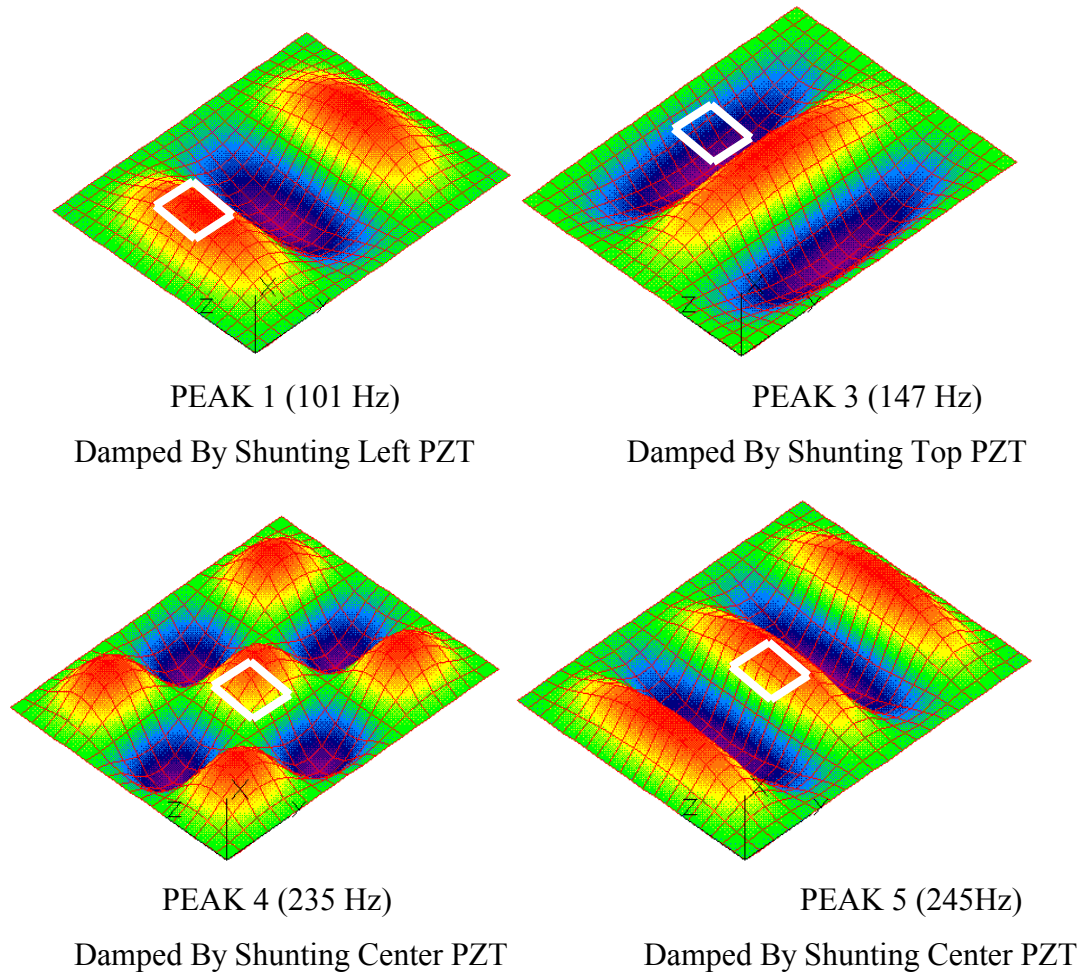 Z X Y
Z X Y
PEAK 1 (101 Hz)
PEAK 3 (147 Hz)
Damped By Shunting Left PZT
Damped By Shunting Top PZT
Z X Y
Z X Y
PEAK 4 (235 Hz)
PEAK 5 (245Hz)
Damped By Shunting Center PZT
Damped By Shunting Center PZT